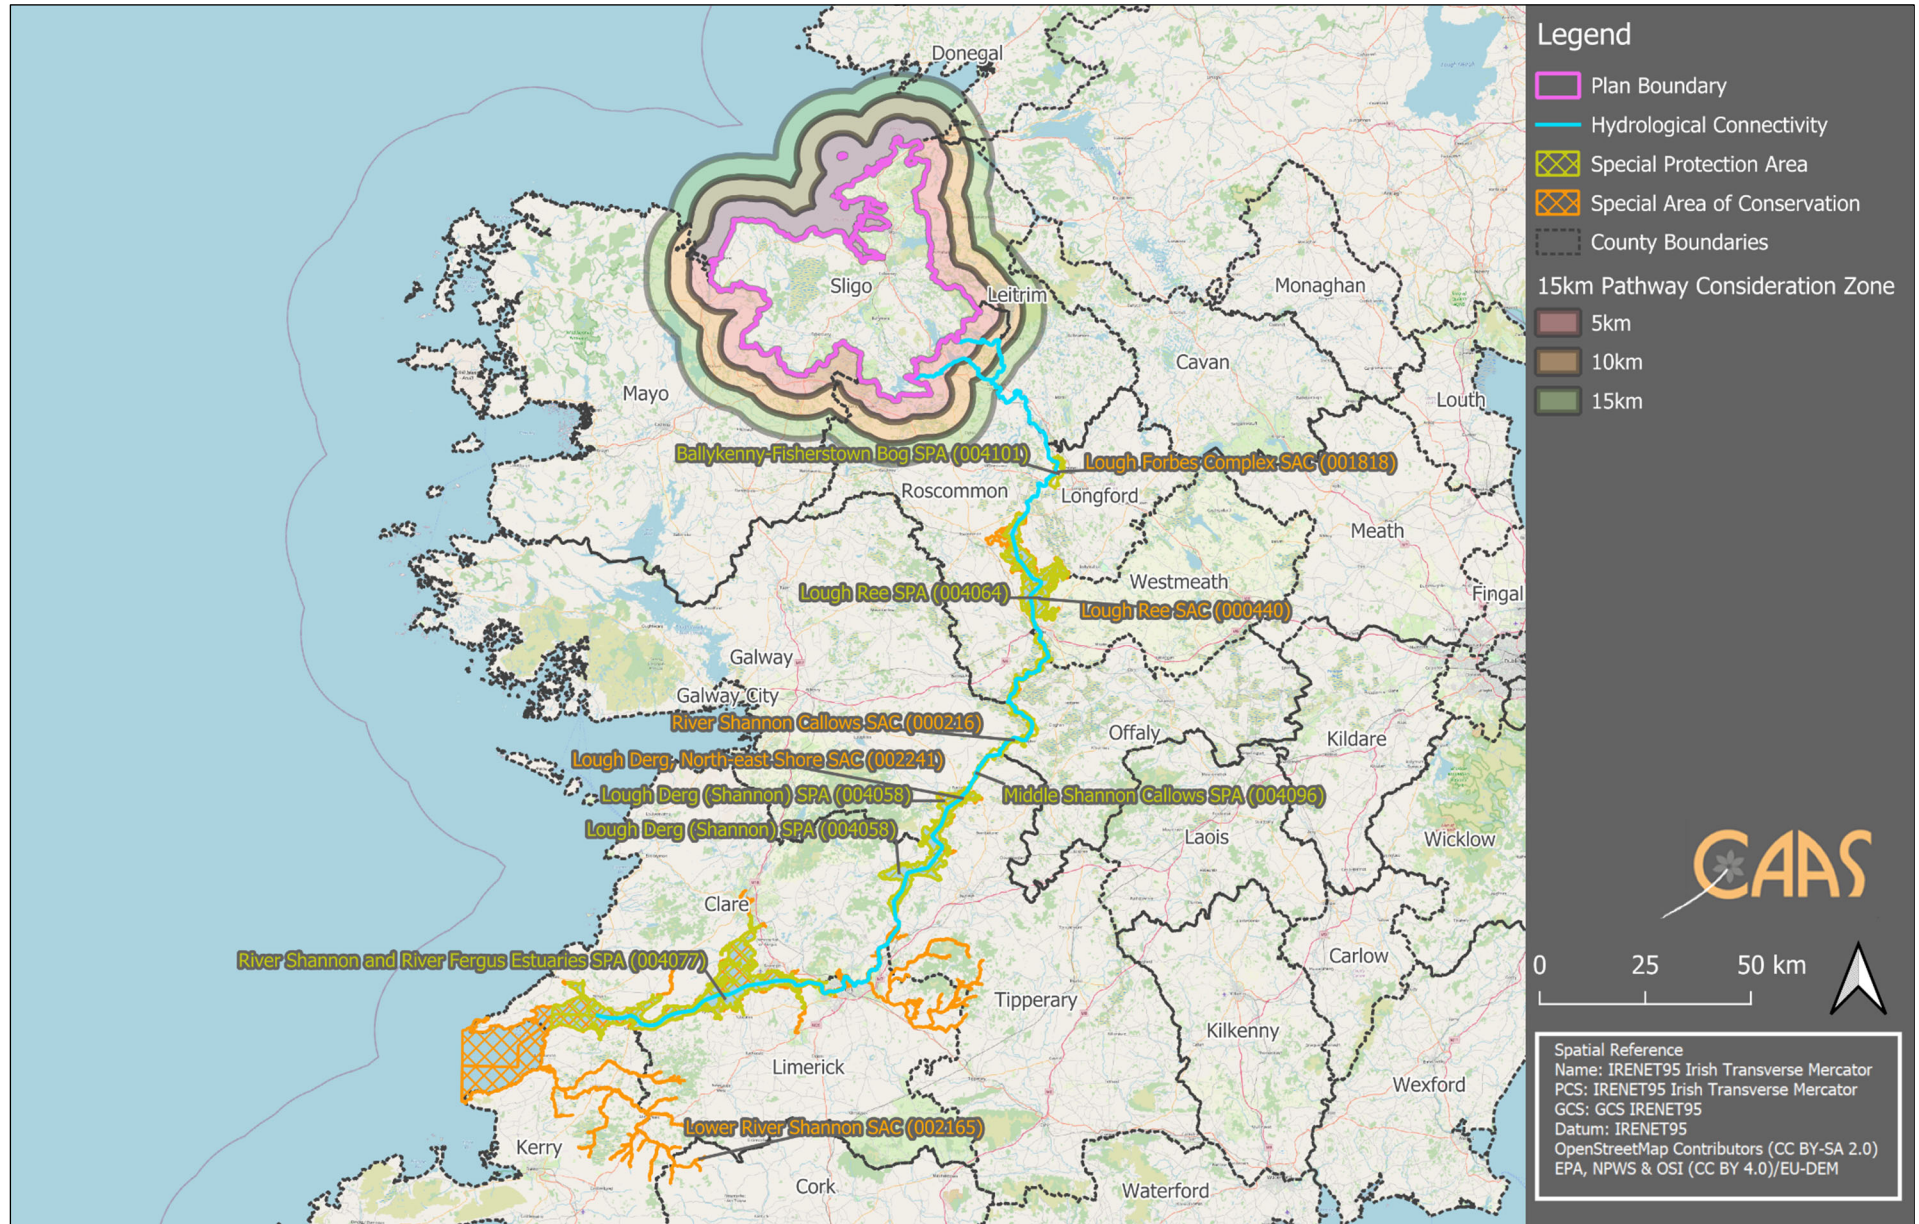 Donegal
Sligo
Leitrim
Monaghan
Cavan
Mayo
Louth
Ballykenny-Fisherstown Bog SPA (004101)
Lough Forbes Complex SAC (001818)
Roscommon
Longford
Meath
Westmeath
Lough Ree SPA (004064)
Lough Ree SAC (000440)
Fingal
Galway
Galway City
River Shannon Callows SAC (000216)
Offaly
Kildare
Lough Derg, North-east Shore SAC (002241)
Lough Derg (Shannon) SPA (004058)
Middle Shannon Callows SPA (004096)
Lough Derg (Shannon) SPA (004058)
Laois
Wicklow
Clare
River Shannon and River Fergus Estuaries SPA (004077)
Carlow
Tipperary
Kilkenny
Limerick
Wexford
Lower River Shannon SAC (002165)
Kerry
Cork
Waterford
Legend
Plan Boundary
Hydrological Connectivity
Special Protection Area
Special Area of Conservation
County Boundaries
15km Pathway Consideration Zone
5km
10km
15km
CAAS
0 25 50 km
Spatial Reference
Name: IRENET95 Irish Transverse Mercator
PCS: IRENET95 Irish Transverse Mercator
GCS: GCS IRENET95
Datum: IRENET95
OpenStreetMap Contributors (CC BY-SA 2.0)
EPA, NPWS & OSI (CC BY 4.0)/EU-DEM